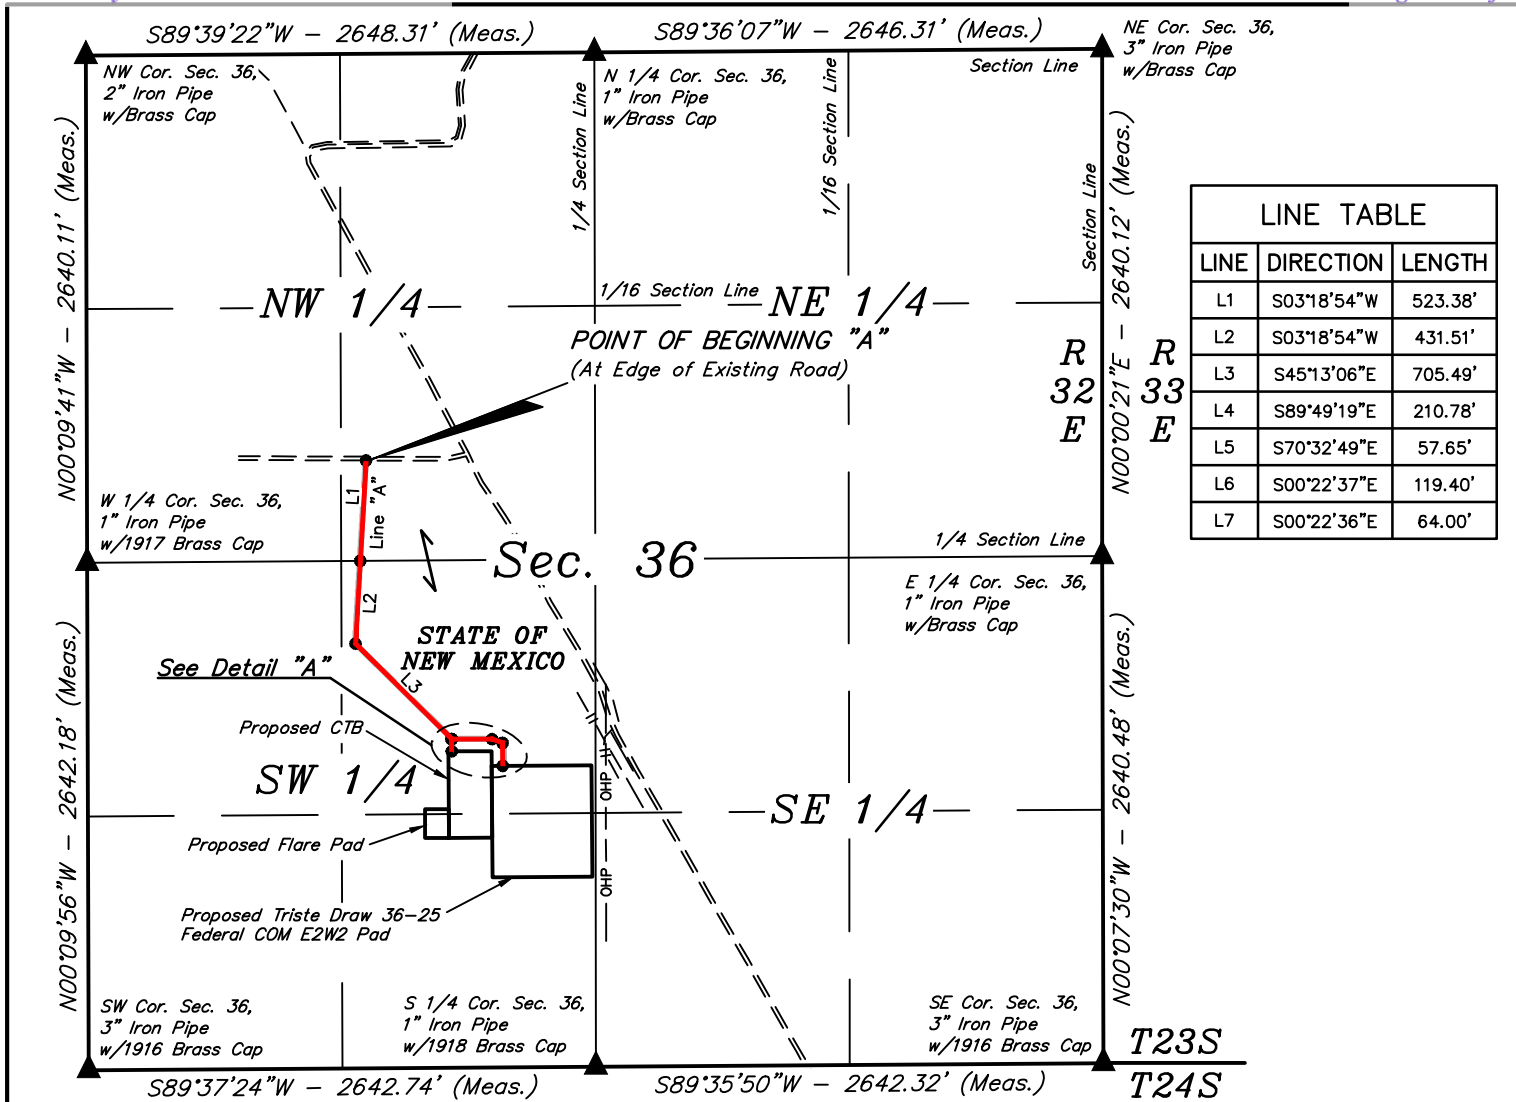 S89°39'22"W - 2648.31' (Meas.)
S89°36'07"W - 2646.31' (Meas.)
NE Cor. Sec. 36,
3" Iron Pipe
w/Brass Cap
NW Cor. Sec. 36,
2" Iron Pipe
w/Brass Cap
N 1/4 Cor. Sec. 36,
1" Iron Pipe
w/Brass Cap
Section Line
1/4 Section Line
1/16 Section Line
Section Line
N00°09'41"W - 2640.11' (Meas.)
N00°00'21"E - 2640.12' (Meas.)
NW 1/4
1/16 Section Line
NE 1/4
POINT OF BEGINNING "A"
(At Edge of Existing Road)
R
32
E
R
33
E
LINE TABLE
LINE DIRECTION LENGTH
L1 S03°18'54"W 523.38'
L2 S03°18'54"W 431.51'
L3 S45°13'06"E 705.49'
L4 S89°49'19"E 210.78'
L5 S70°32'49"E 57.65'
L6 S00°22'37"E 119.40'
L7 S00°22'36"E 64.00'
W 1/4 Cor. Sec. 36,
1" Iron Pipe
w/1917 Brass Cap
L1
Line "A"
Sec. 36
1/4 Section Line
E 1/4 Cor. Sec. 36,
1" Iron Pipe
w/Brass Cap
L2
STATE OF
NEW MEXICO
See Detail "A"
L3
Proposed CTB
SW 1/4
SE 1/4
OHP
OHP
Proposed Flare Pad
Proposed Triste Draw 36-25
Federal COM E2W2 Pad
N00°09'56"W - 2642.18' (Meas.)
N00°07'30"W - 2640.48' (Meas.)
SW Cor. Sec. 36,
3" Iron Pipe
w/1916 Brass Cap
S 1/4 Cor. Sec. 36,
1" Iron Pipe
w/1918 Brass Cap
SE Cor. Sec. 36,
3" Iron Pipe
w/1916 Brass Cap
T23S
T24S
S89°37'24"W - 2642.74' (Meas.)
S89°35'50"W - 2642.32' (Meas.)